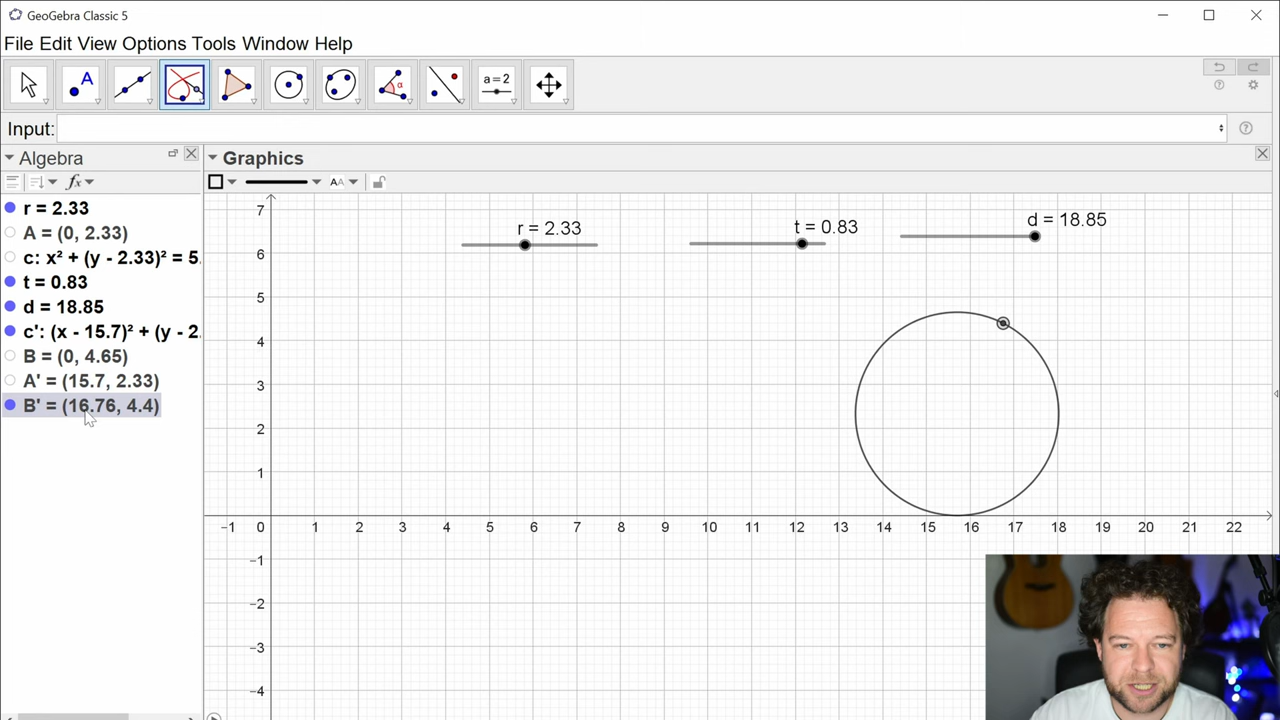 GeoGebra Classic 5
File Edit View Options Tools Window Help
A
α
a=2
Input:
Algebra
Graphics
fx
AA
r = 2.33
A = (0, 2.33)
c: x² + (y - 2.33)² = 5.
t = 0.83
d = 18.85
c': (x - 15.7)² + (y - 2.
B = (0, 4.65)
A' = (15.7, 2.33)
B' = (16.76, 4.4)
r = 2.33
t = 0.83
d = 18.85
7
6
5
4
3
2
1
−1 0 1 2 3 4 5 6 7 8 9 10 11 12 13 14 15 16 17 18 19 20 21 22
−1
−2
−3
−4